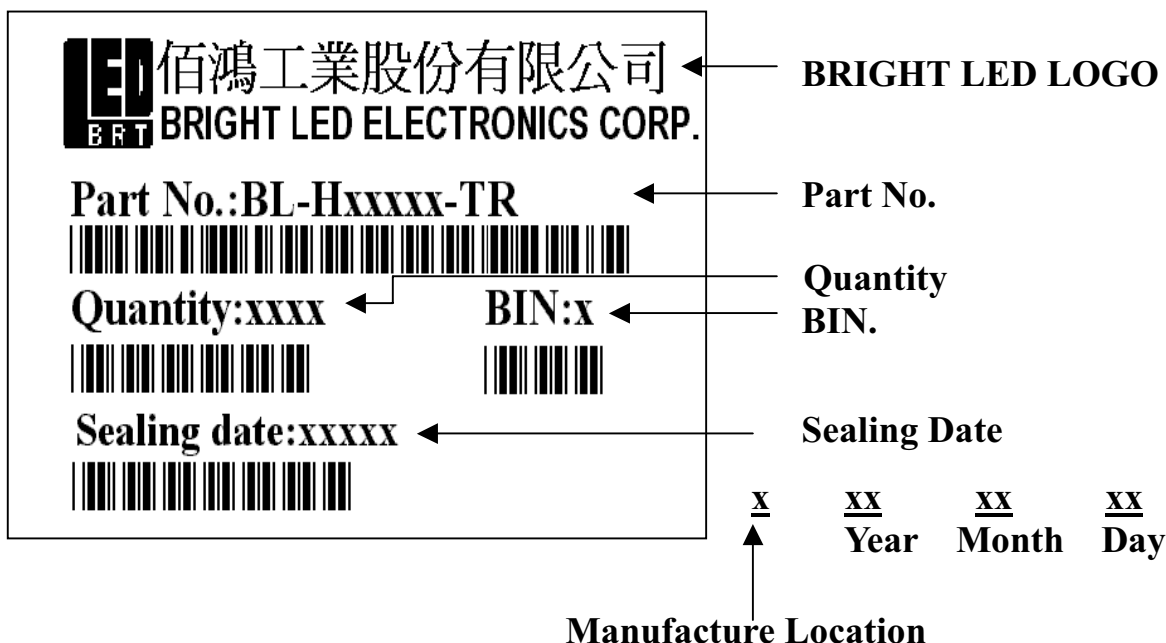 LED 佰鴻工業股份有限公司
BRT BRIGHT LED ELECTRONICS CORP.
BRIGHT LED LOGO
Part No.:BL-Hxxxxx-TR
Part No.
Quantity:xxxx
BIN:x
Quantity
BIN.
Sealing date:xxxxx
Sealing Date
x xx xx xx
Year Month Day
Manufacture Location